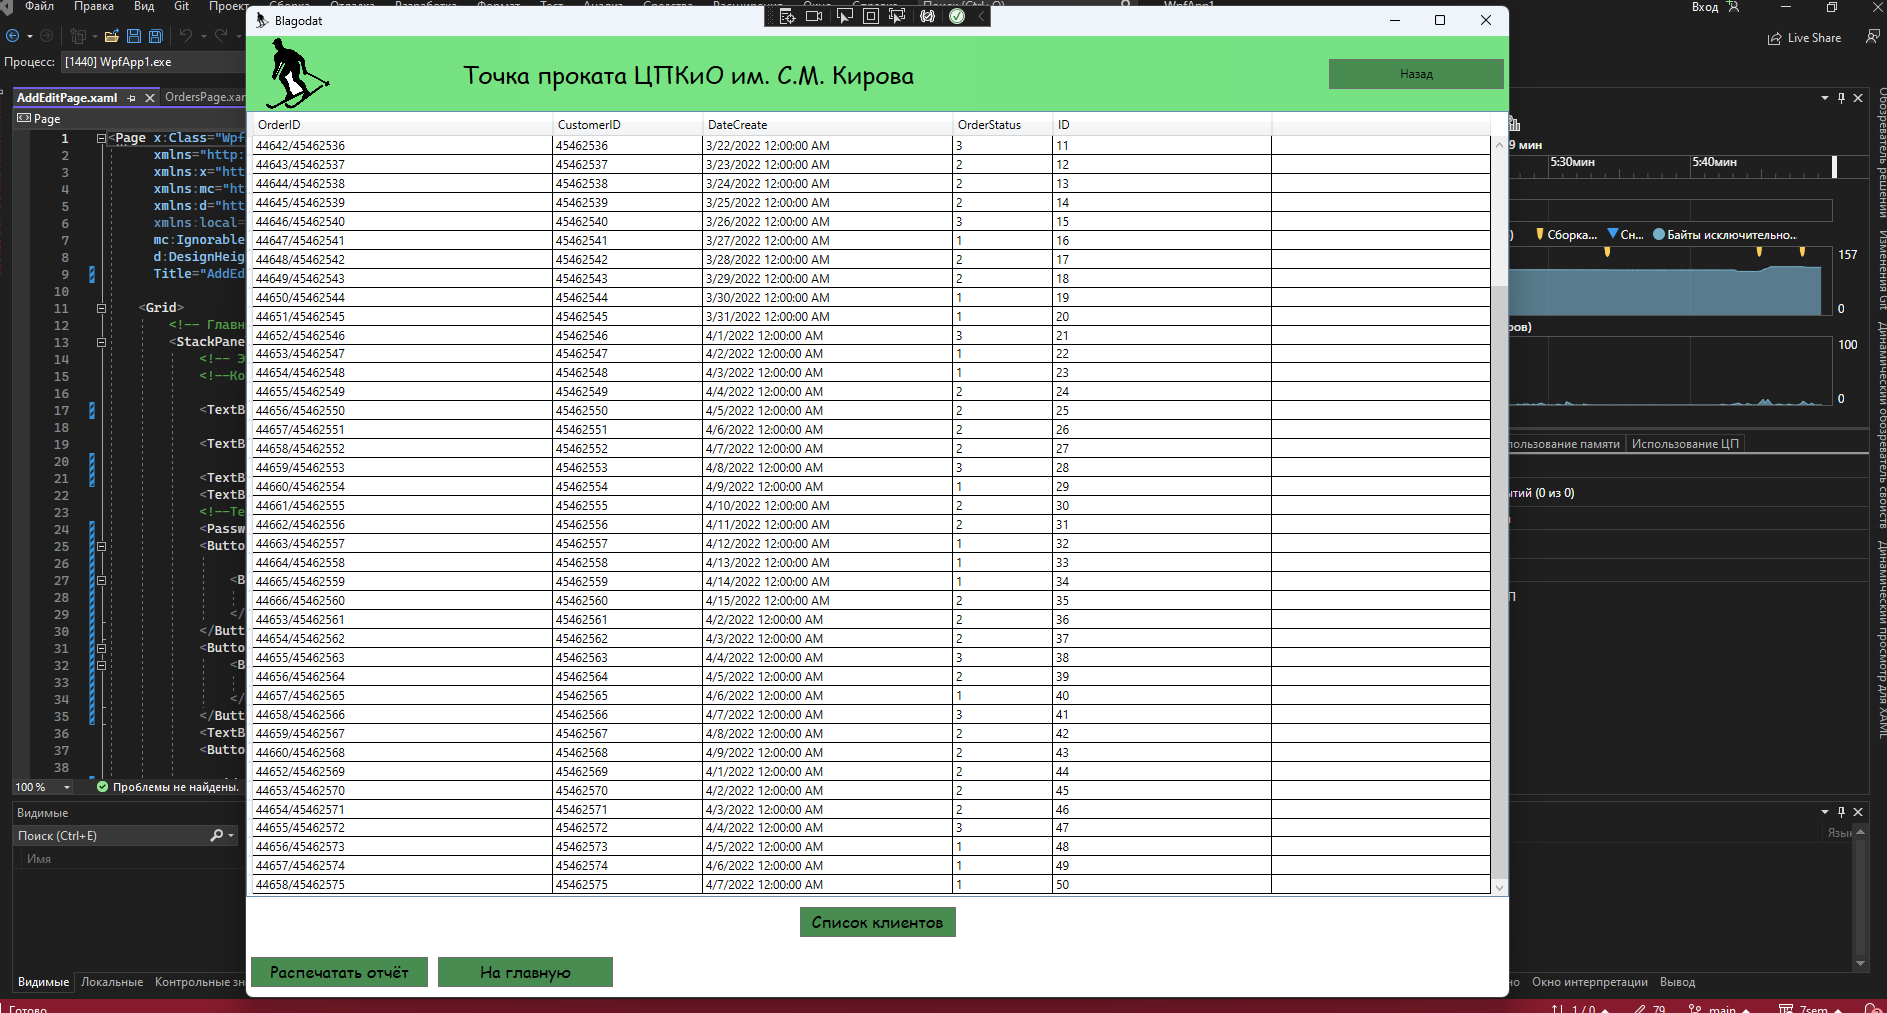 Файл Правка Вид Git Проект Сборка Отладка Разработка Формат Тест Анализ Средства Расширения Окно Справка Поиск (Ctrl+Q) WpfApp1 Вход
Live Share
Процесс: [1440] WpfApp1.exe
AddEditPage.xaml OrdersPage.xar
Page
1 <Page x:Class="Wpf
2 xmlns="http:
3 xmlns:x="htt
4 xmlns:mc="ht
5 xmlns:d="htt
6 xmlns:local=
7 mc:Ignorable
8 d:DesignHeig
9 Title="AddEd
10
11 <Grid>
12 <!-- Главн
13 <StackPane
14 <!-- Э
15 <!--Ко
16
17 <TextB
18
19 <TextB
20
21 <TextB
22 <TextB
23 <!--Те
24 <Passw
25 <Butto
26
27 <B
28
29 </
30 </Butt
31 <Butto
32 <B
33
34 </
35 </Butt
36 <TextB
37 <Butto
38
100 % Проблемы не найдены.
Видимые
Поиск (Ctrl+E)
Имя
Видимые Локальные Контрольные зн
Готово
Blagodat
Точка проката ЦПКиО им. С.М. Кирова
Назад
OrderID CustomerID DateCreate OrderStatus ID
44642/45462536 45462536 3/22/2022 12:00:00 AM 3 11
44643/45462537 45462537 3/23/2022 12:00:00 AM 2 12
44644/45462538 45462538 3/24/2022 12:00:00 AM 2 13
44645/45462539 45462539 3/25/2022 12:00:00 AM 2 14
44646/45462540 45462540 3/26/2022 12:00:00 AM 3 15
44647/45462541 45462541 3/27/2022 12:00:00 AM 1 16
44648/45462542 45462542 3/28/2022 12:00:00 AM 2 17
44649/45462543 45462543 3/29/2022 12:00:00 AM 2 18
44650/45462544 45462544 3/30/2022 12:00:00 AM 1 19
44651/45462545 45462545 3/31/2022 12:00:00 AM 1 20
44652/45462546 45462546 4/1/2022 12:00:00 AM 3 21
44653/45462547 45462547 4/2/2022 12:00:00 AM 1 22
44654/45462548 45462548 4/3/2022 12:00:00 AM 1 23
44655/45462549 45462549 4/4/2022 12:00:00 AM 2 24
44656/45462550 45462550 4/5/2022 12:00:00 AM 2 25
44657/45462551 45462551 4/6/2022 12:00:00 AM 2 26
44658/45462552 45462552 4/7/2022 12:00:00 AM 2 27
44659/45462553 45462553 4/8/2022 12:00:00 AM 3 28
44660/45462554 45462554 4/9/2022 12:00:00 AM 1 29
44661/45462555 45462555 4/10/2022 12:00:00 AM 2 30
44662/45462556 45462556 4/11/2022 12:00:00 AM 2 31
44663/45462557 45462557 4/12/2022 12:00:00 AM 1 32
44664/45462558 45462558 4/13/2022 12:00:00 AM 1 33
44665/45462559 45462559 4/14/2022 12:00:00 AM 1 34
44666/45462560 45462560 4/15/2022 12:00:00 AM 2 35
44653/45462561 45462561 4/2/2022 12:00:00 AM 2 36
44654/45462562 45462562 4/3/2022 12:00:00 AM 2 37
44655/45462563 45462563 4/4/2022 12:00:00 AM 3 38
44656/45462564 45462564 4/5/2022 12:00:00 AM 2 39
44657/45462565 45462565 4/6/2022 12:00:00 AM 1 40
44658/45462566 45462566 4/7/2022 12:00:00 AM 3 41
44659/45462567 45462567 4/8/2022 12:00:00 AM 2 42
44660/45462568 45462568 4/9/2022 12:00:00 AM 2 43
44652/45462569 45462569 4/1/2022 12:00:00 AM 2 44
44653/45462570 45462570 4/2/2022 12:00:00 AM 2 45
44654/45462571 45462571 4/3/2022 12:00:00 AM 2 46
44655/45462572 45462572 4/4/2022 12:00:00 AM 3 47
44656/45462573 45462573 4/5/2022 12:00:00 AM 1 48
44657/45462574 45462574 4/6/2022 12:00:00 AM 1 49
44658/45462575 45462575 4/7/2022 12:00:00 AM 1 50
Список клиентов
Распечатать отчёт На главную
9 мин
5:30мин 5:40мин
Сборка... Сн... Байты исключительно...
157
0
ров)
100
0
пользование памяти Использование ЦП
тий (0 из 0)
П
Язык
но Окно интерпретации Вывод
1 / 0 79 main 7sem
Обозреватель решений Изменения Git Динамический обозреватель свойств Динамический просмотр для XAML